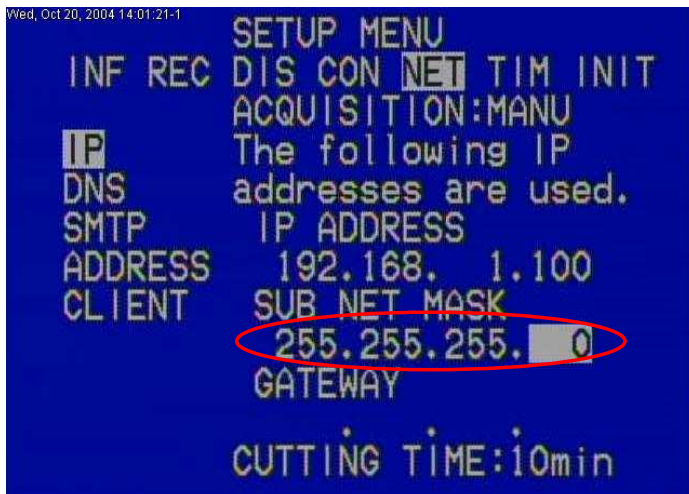 Wed, Oct 20, 2004 14:01:21-1
SETUP MENU
INF REC DIS CON NET TIM INIT
ACQUISITION:MANU
IP The following IP
DNS addresses are used.
SMTP IP ADDRESS
ADDRESS 192.168. 1.100
CLIENT SUB NET MASK
255.255.255. 0
GATEWAY
. . .
CUTTING TIME:10min